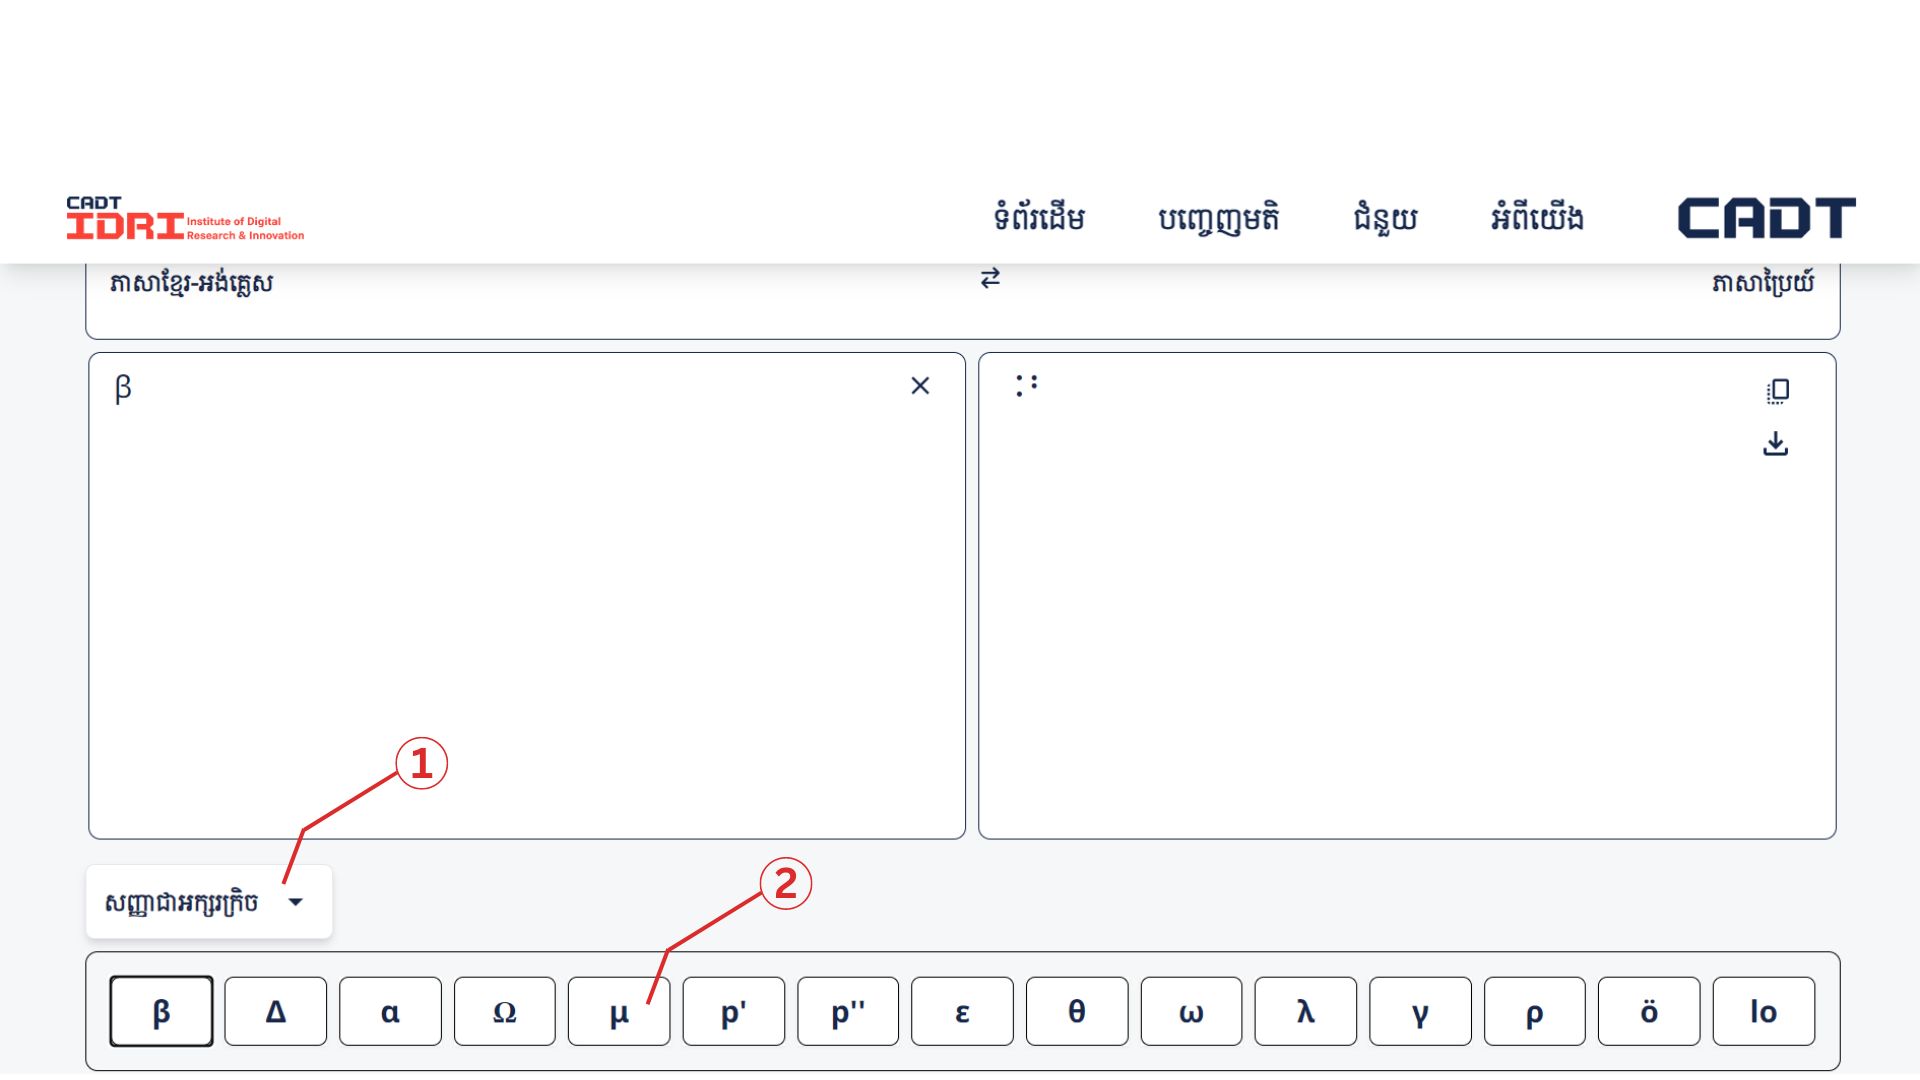 CADT
IDRI Institute of Digital
Research & Innovation
ទំព័រដើម បញ្ចេញមតិ ជំនួយ អំពីយើង CADT
ភាសាខ្មែរ-អង់គ្លេស ⇄ ភាសាប្រៃយ៍
β ⠨⠃
1
2
សញ្ញាជាអក្សរក្រិច
β Δ α Ω μ p' p'' ε θ ω λ γ ρ ö lo